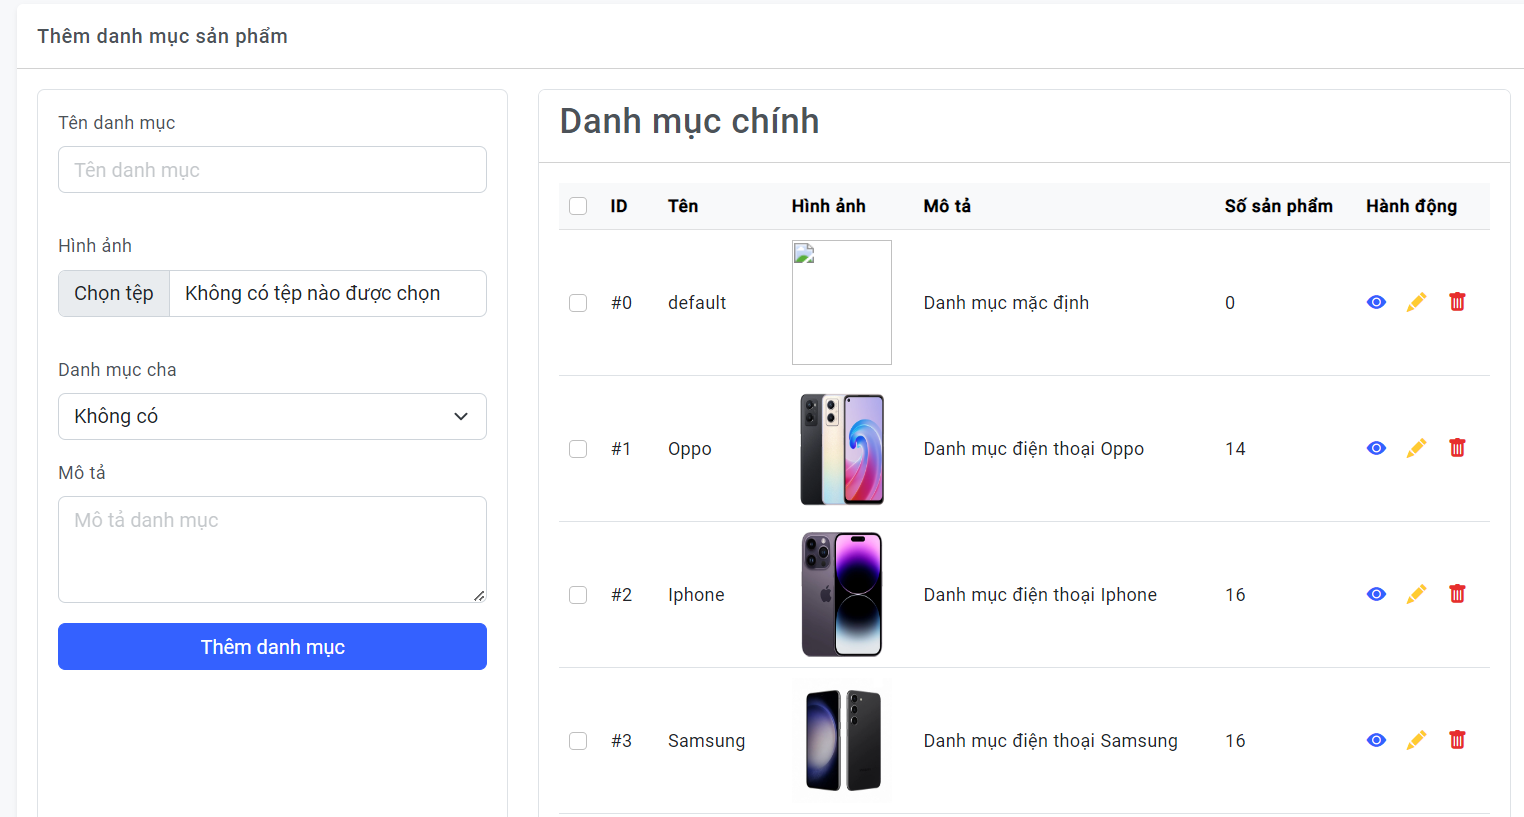 Thêm danh mục sản phẩm
Tên danh mục
Tên danh mục
Hình ảnh
Chọn tệp Không có tệp nào được chọn
Danh mục cha
Không có
Mô tả
Mô tả danh mục
Thêm danh mục
Danh mục chính
ID Tên Hình ảnh Mô tả Số sản phẩm Hành động
#0 default Danh mục mặc định 0
#1 Oppo Danh mục điện thoại Oppo 14
#2 Iphone Danh mục điện thoại Iphone 16
#3 Samsung Danh mục điện thoại Samsung 16